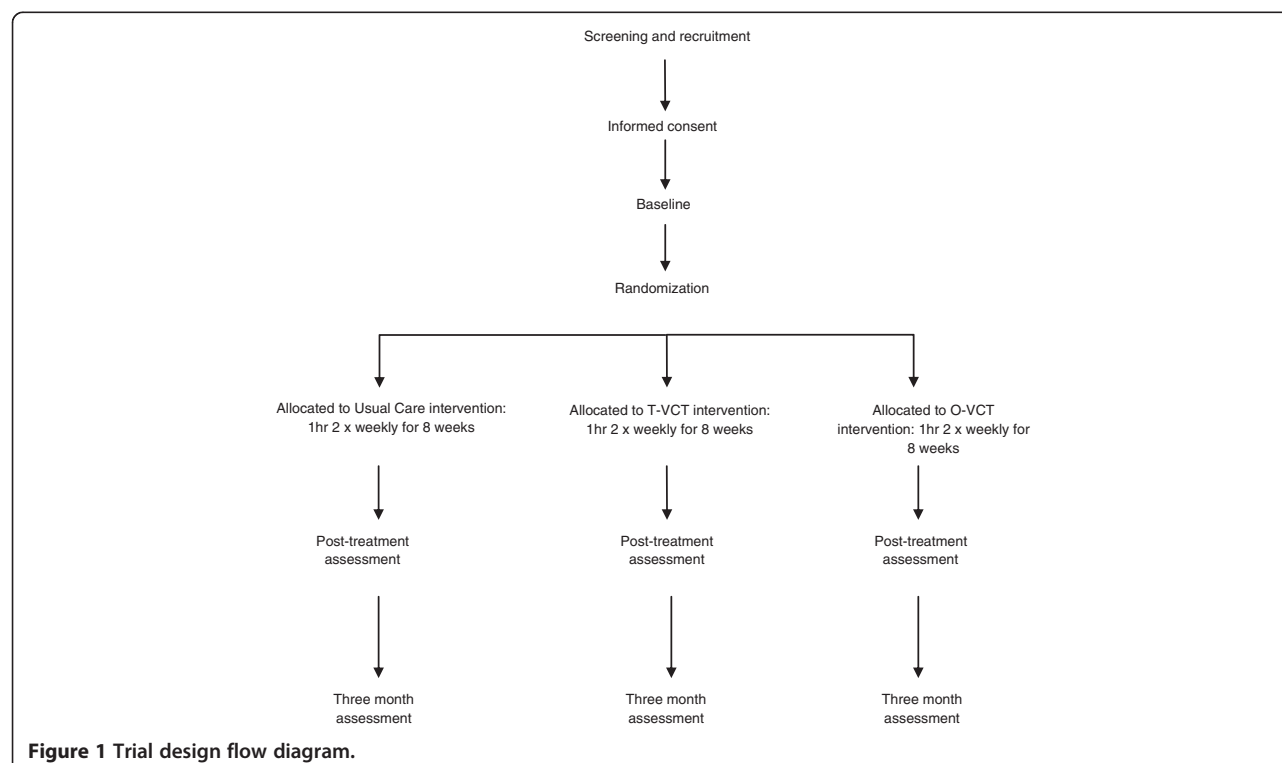 Screening and recruitment
Informed consent
Baseline
Randomization
Allocated to Usual Care intervention:
1hr 2 x weekly for 8 weeks
Allocated to T-VCT intervention:
1hr 2 x weekly for 8 weeks
Allocated to O-VCT
intervention: 1hr 2 x weekly for
8 weeks
Post-treatment
assessment
Post-treatment
assessment
Post-treatment
assessment
Three month
assessment
Three month
assessment
Three month
assessment
Figure 1 Trial design flow diagram.